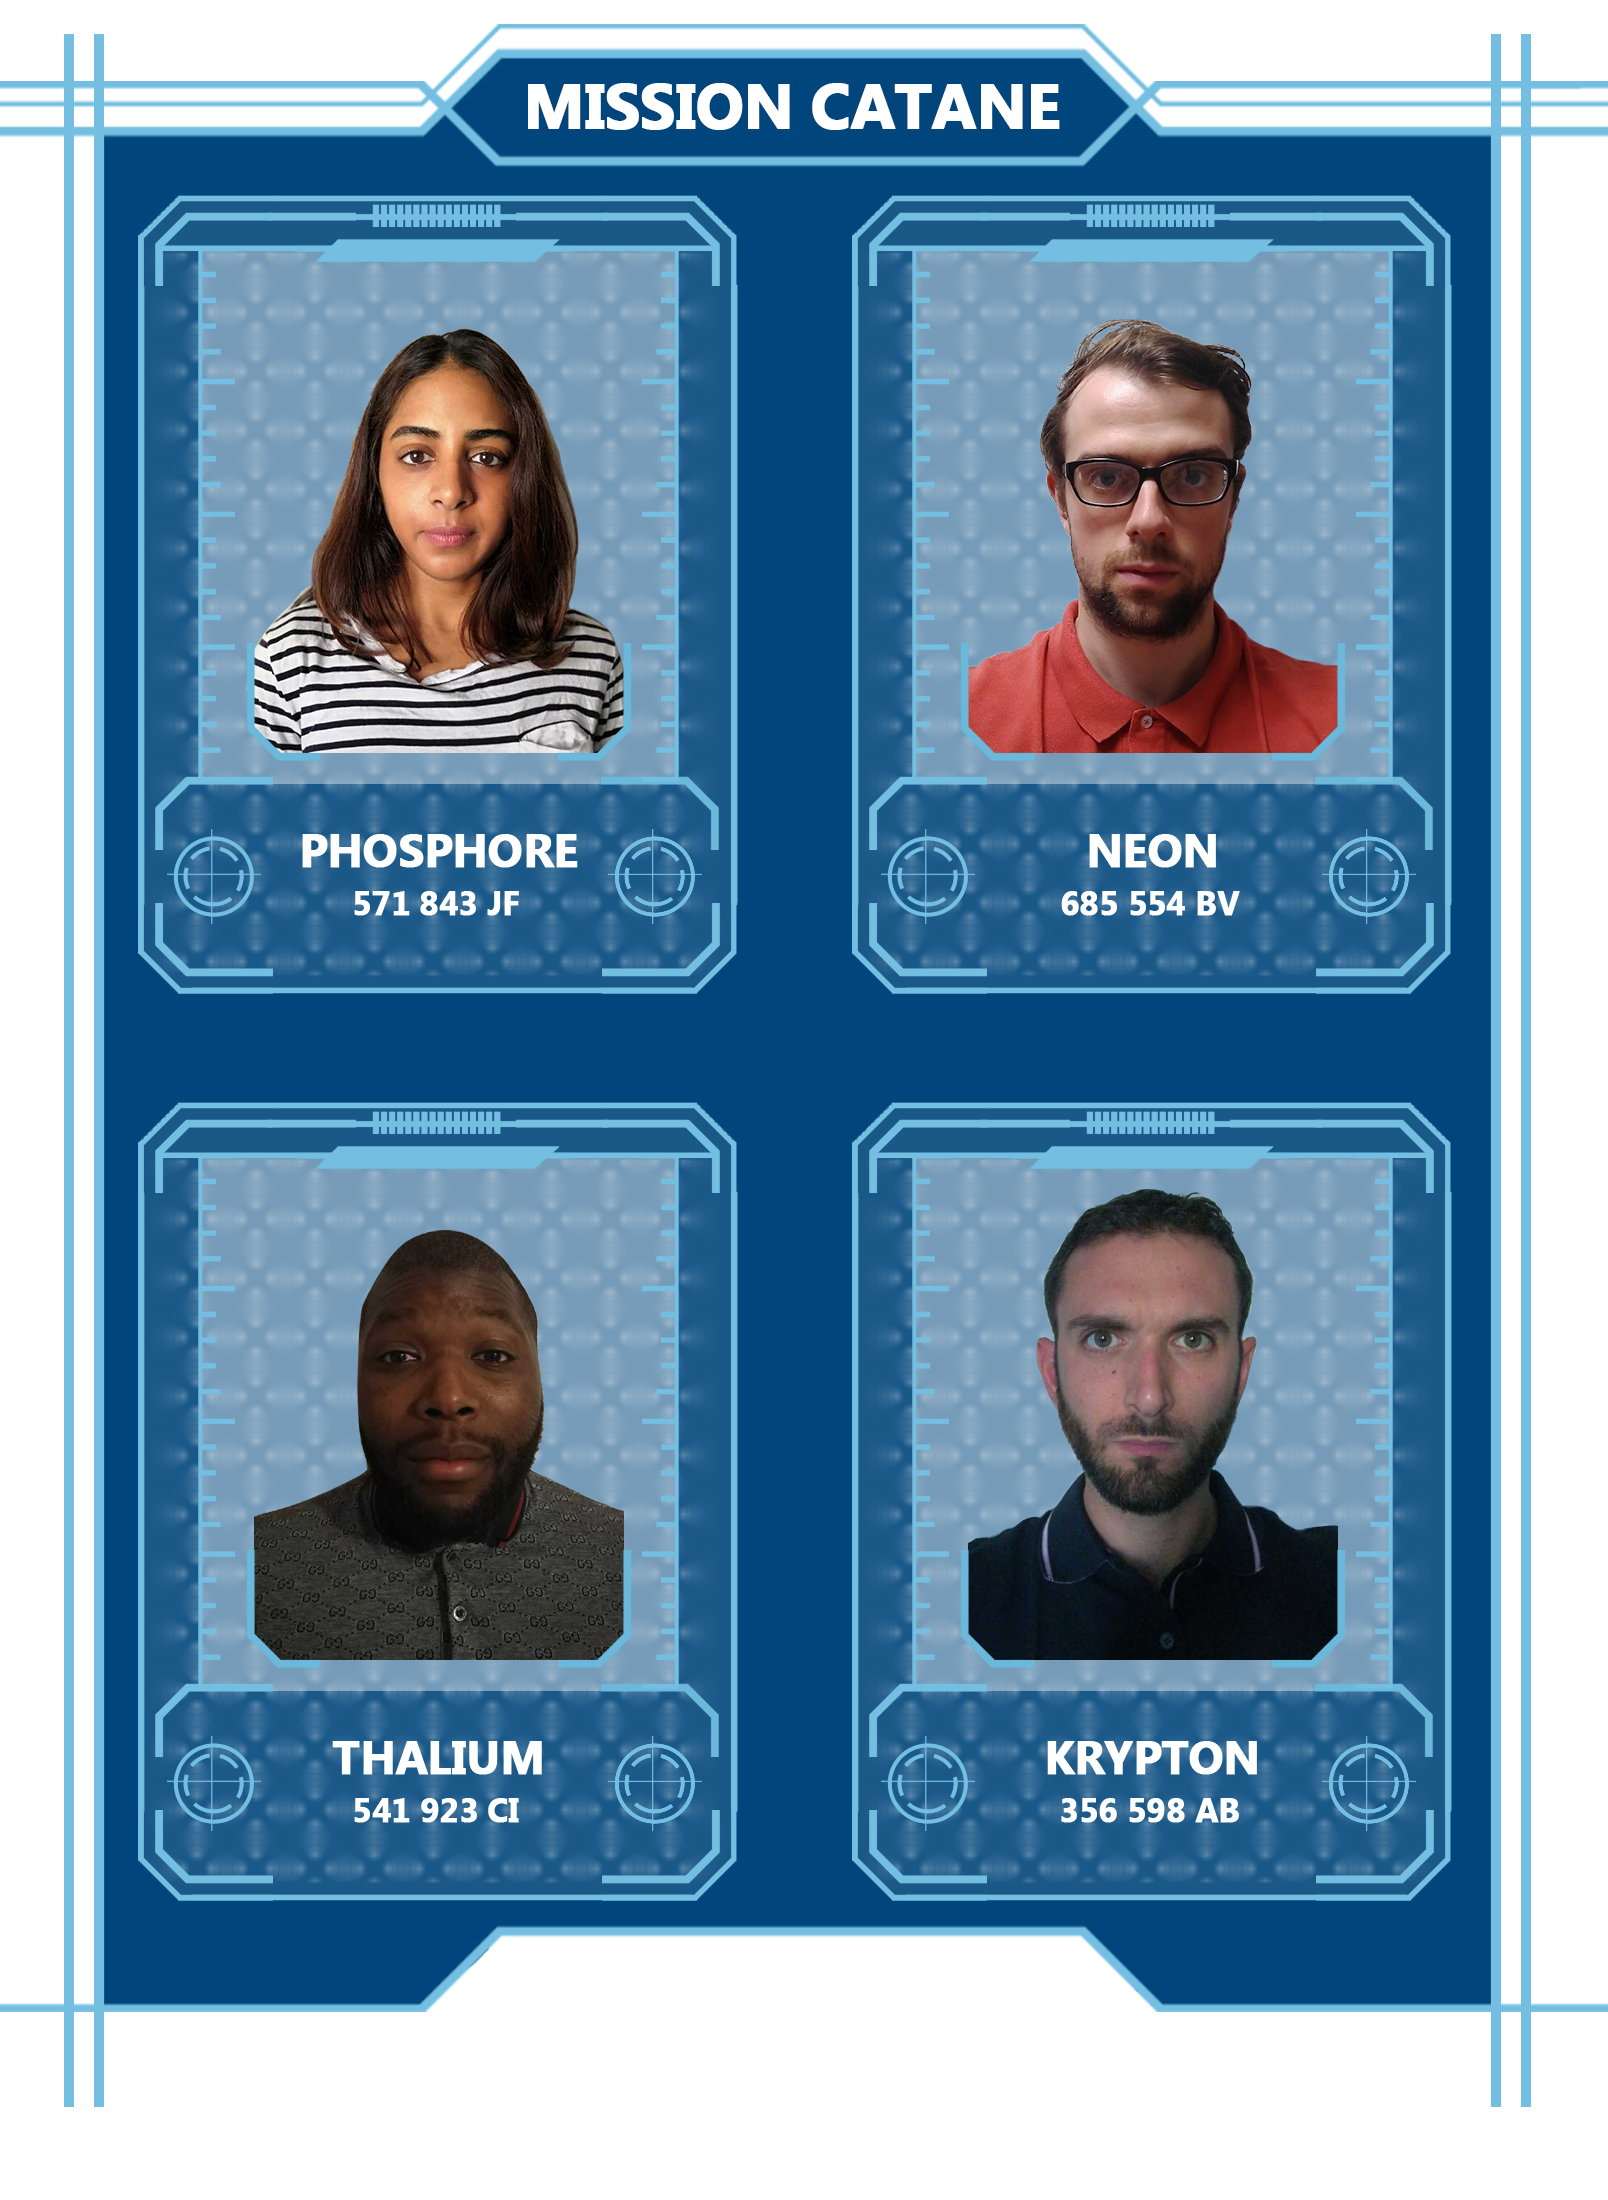 MISSION CATANE
PHOSPHORE
571 843 JF
NEON
685 554 BV
THALIUM
541 923 CI
KRYPTON
356 598 AB